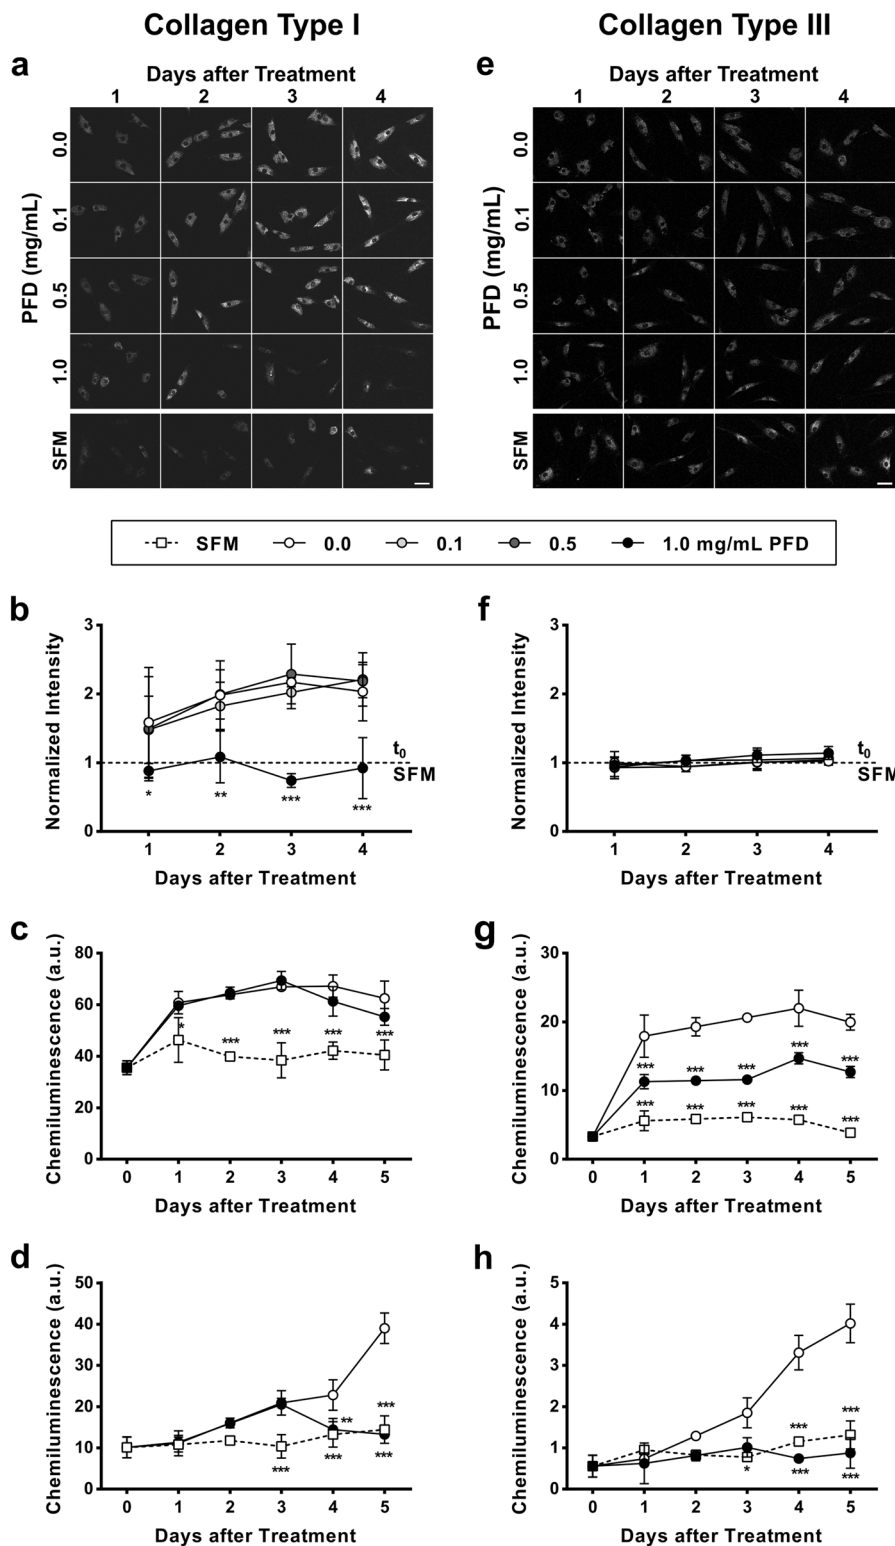 Collagen Type I
Collagen Type III
a
Days after Treatment
1 2 3 4
PFD (mg/mL)
0.0
0.1
0.5
1.0
SFM
e
Days after Treatment
1 2 3 4
PFD (mg/mL)
0.0
0.1
0.5
1.0
SFM
SFM 0.0 0.1 0.5 1.0 mg/mL PFD
b
Normalized Intensity
3
2
1
0
t0
SFM
* ** *** ***
1 2 3 4
Days after Treatment
f
Normalized Intensity
3
2
1
0
t0
SFM
1 2 3 4
Days after Treatment
c
Chemiluminescence (a.u.)
80
60
40
20
0
* *** *** *** ***
0 1 2 3 4 5
Days after Treatment
g
Chemiluminescence (a.u.)
30
20
10
0
*** *** *** *** ***
*** *** *** *** ***
0 1 2 3 4 5
Days after Treatment
d
Chemiluminescence (a.u.)
50
40
30
20
10
0
** ***
*** *** ***
0 1 2 3 4 5
Days after Treatment
h
Chemiluminescence (a.u.)
5
4
3
2
1
0
*** ***
* *** ***
0 1 2 3 4 5
Days after Treatment